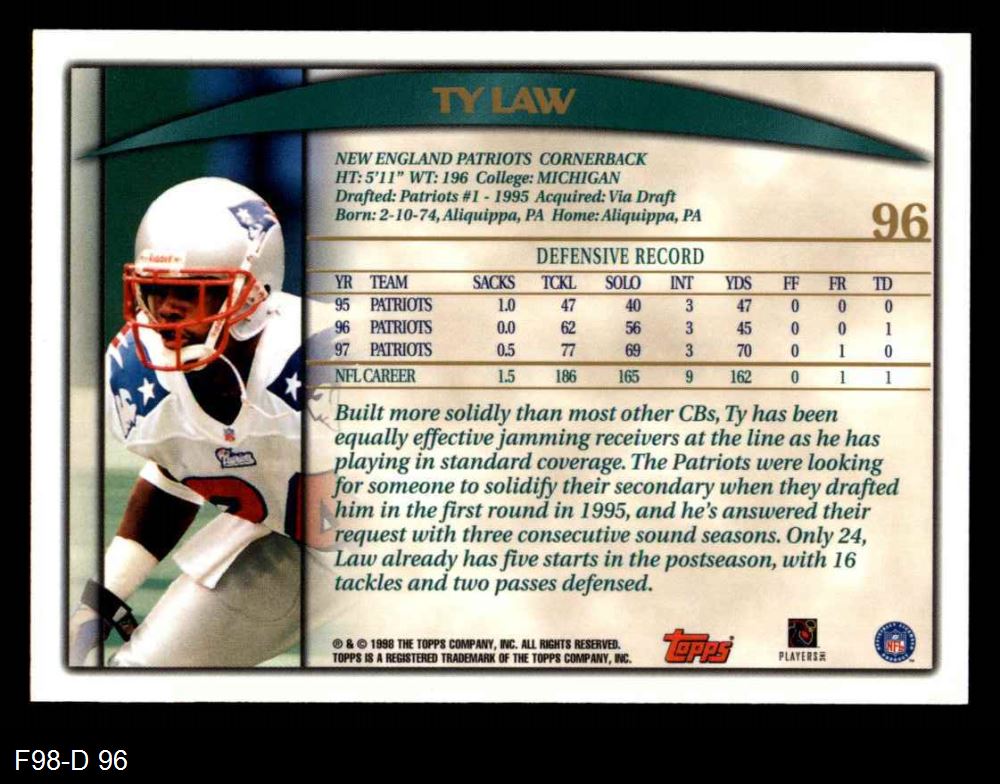 TY LAW
NEW ENGLAND PATRIOTS CORNERBACK
HT: 5'11" WT: 196 College: MICHIGAN
Drafted: Patriots #1 - 1995 Acquired: Via Draft
Born: 2-10-74, Aliquippa, PA Home: Aliquippa, PA
96
DEFENSIVE RECORD
YR TEAM SACKS TCKL SOLO INT YDS FF FR TD
95 PATRIOTS 1.0 47 40 3 47 0 0 0
96 PATRIOTS 0.0 62 56 3 45 0 0 1
97 PATRIOTS 0.5 77 69 3 70 0 1 0
NFL CAREER 1.5 186 165 9 162 0 1 1
Built more solidly than most other CBs, Ty has been
equally effective jamming receivers at the line as he has
playing in standard coverage. The Patriots were looking
for someone to solidify their secondary when they drafted
him in the first round in 1995, and he's answered their
request with three consecutive sound seasons. Only 24,
Law already has five starts in the postseason, with 16
tackles and two passes defensed.
® & © 1998 THE TOPPS COMPANY, INC. ALL RIGHTS RESERVED.
TOPPS IS A REGISTERED TRADEMARK OF THE TOPPS COMPANY, INC.
Topps
PLAYERS INC
NFL
Riddell
F98-D 96